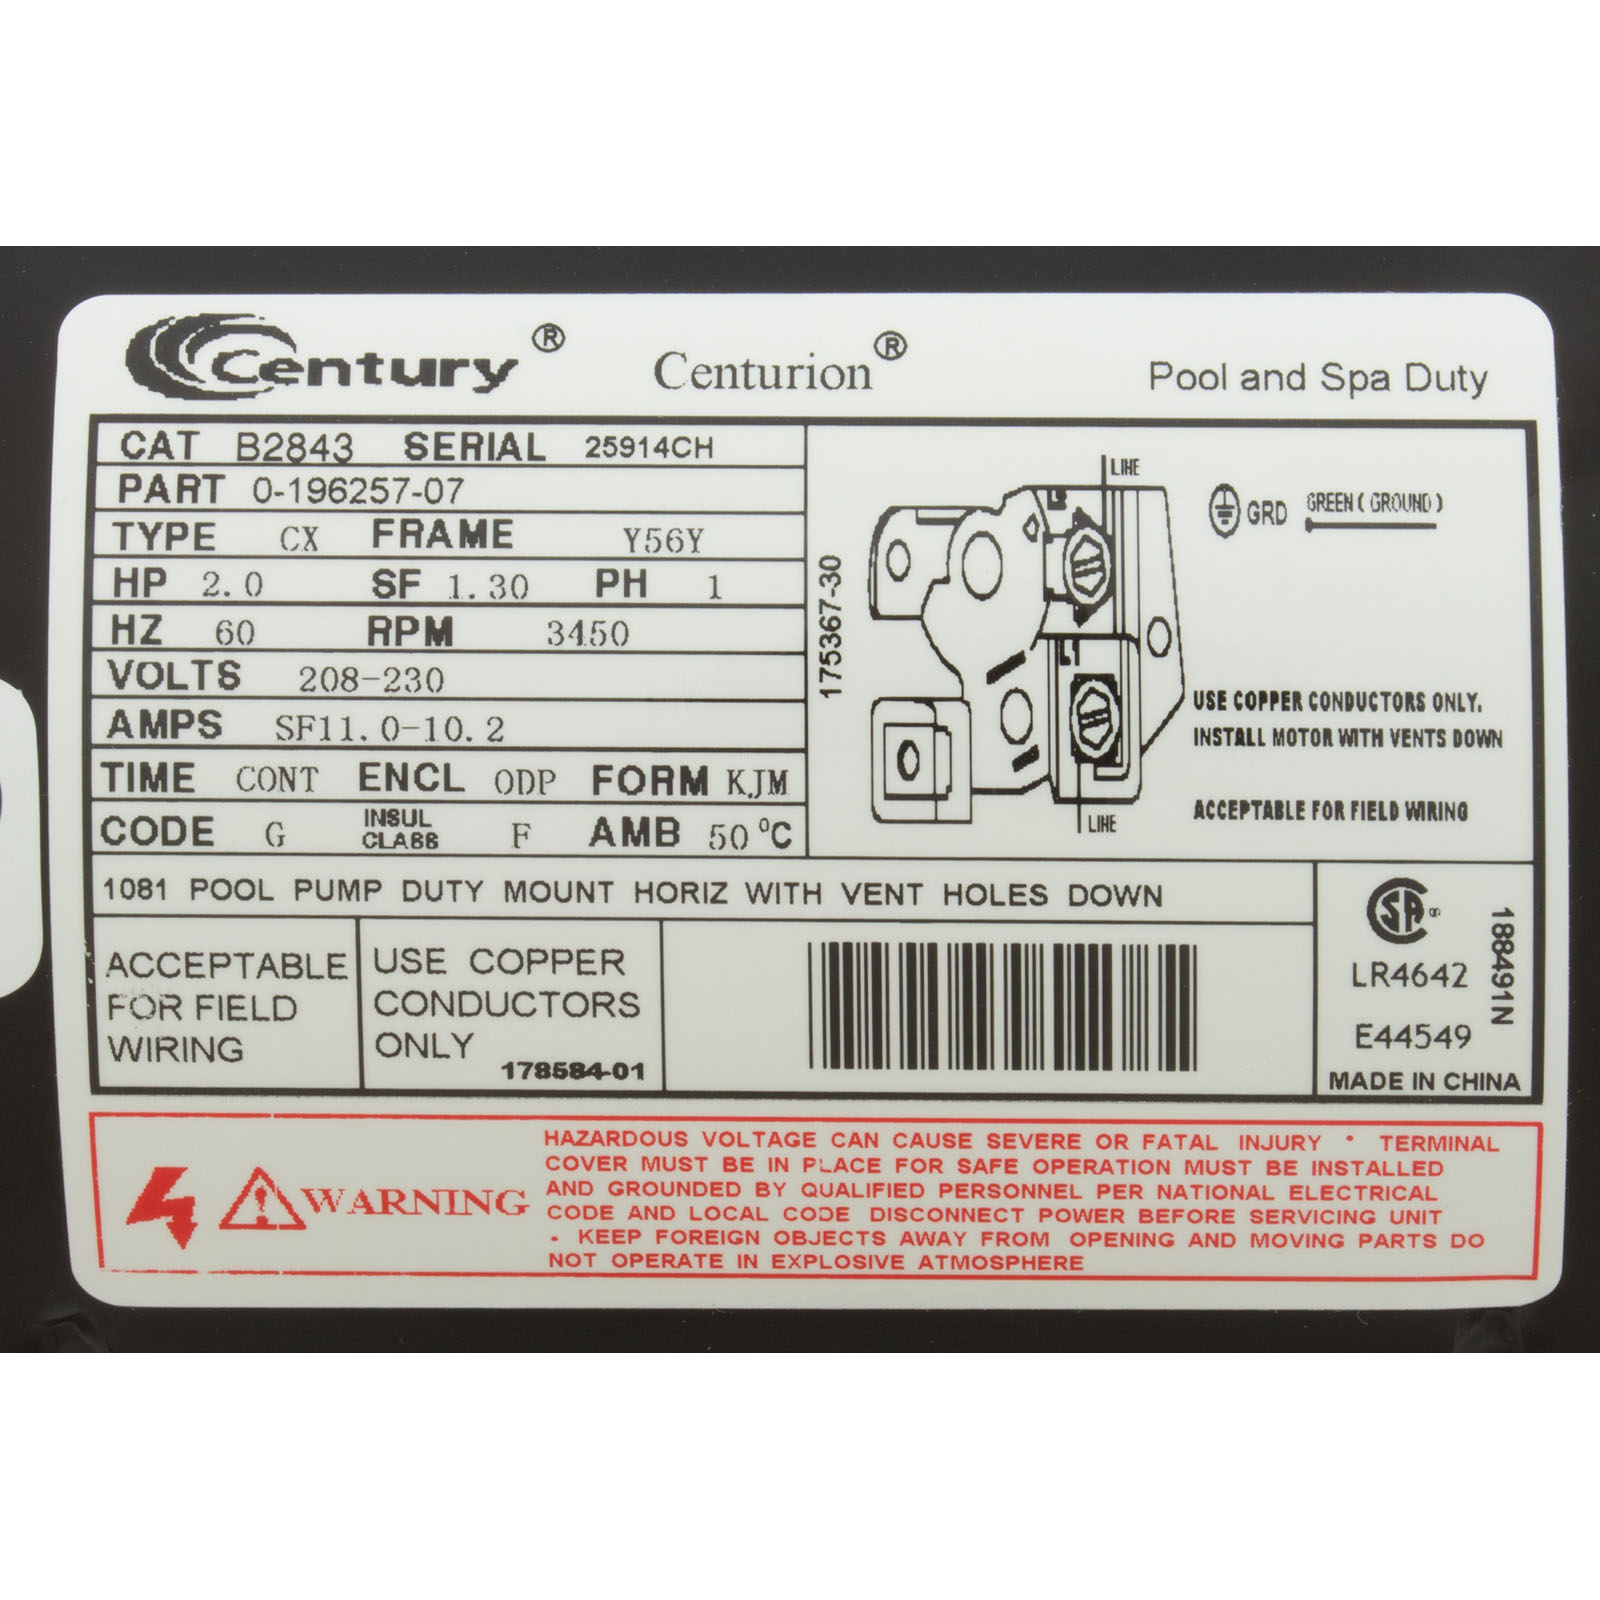 Century® Centurion® Pool and Spa Duty
CAT B2843 SERIAL 25914CH
PART 0-196257-07
TYPE CX FRAME Y56Y
HP 2.0 SF 1.30 PH 1
HZ 60 RPM 3450
VOLTS 208-230
AMPS SF11.0-10.2
TIME CONT ENCL ODP FORM KJM
CODE G INSUL CLASS F AMB 50 °C
175367-30
LINE
L2
L1
LINE
GRD GREEN ( GROUND )
USE COPPER CONDUCTORS ONLY.
INSTALL MOTOR WITH VENTS DOWN
ACCEPTABLE FOR FIELD WIRING
1081 POOL PUMP DUTY MOUNT HORIZ WITH VENT HOLES DOWN
ACCEPTABLE
FOR FIELD
WIRING
USE COPPER
CONDUCTORS
ONLY
178584-01
SA ®
LR4642
E44549
MADE IN CHINA
188491N
WARNING
HAZARDOUS VOLTAGE CAN CAUSE SEVERE OR FATAL INJURY • TERMINAL
COVER MUST BE IN PLACE FOR SAFE OPERATION MUST BE INSTALLED
AND GROUNDED BY QUALIFIED PERSONNEL PER NATIONAL ELECTRICAL
CODE AND LOCAL CODE DISCONNECT POWER BEFORE SERVICING UNIT
• KEEP FOREIGN OBJECTS AWAY FROM OPENING AND MOVING PARTS DO
NOT OPERATE IN EXPLOSIVE ATMOSPHERE